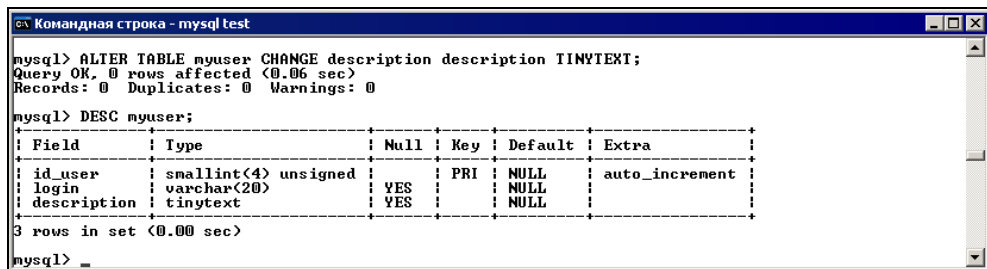 Командная строка - mysql test
mysql> ALTER TABLE myuser CHANGE description description TINYTEXT;
Query OK, 0 rows affected (0.06 sec)
Records: 0  Duplicates: 0  Warnings: 0
mysql> DESC myuser;
+-------------+----------------------+------+-----+---------+----------------+
| Field       | Type                 | Null | Key | Default | Extra          |
+-------------+----------------------+------+-----+---------+----------------+
| id_user     | smallint(4) unsigned |      | PRI | NULL    | auto_increment |
| login       | varchar(20)          | YES  |     | NULL    |                |
| description | tinytext             | YES  |     | NULL    |                |
+-------------+----------------------+------+-----+---------+----------------+
3 rows in set (0.00 sec)
mysql> _